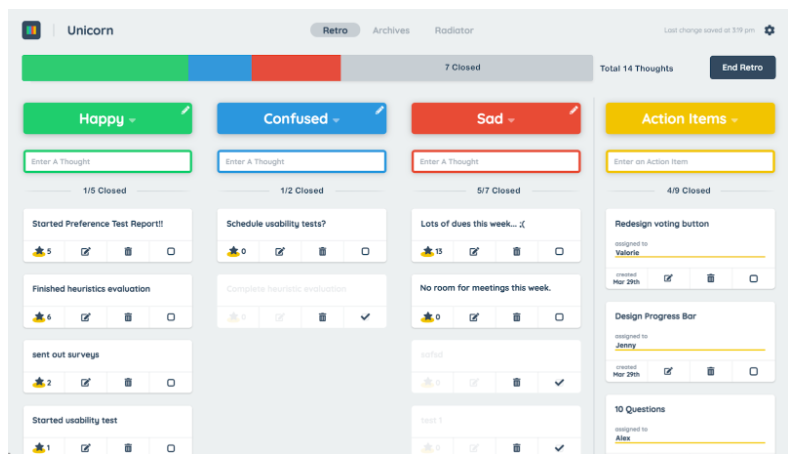 Unicorn
Retro
Archives
Radiator
Last change saved at 3:19 pm
7 Closed
Total 14 Thoughts
End Retro
Happy
Enter A Thought
1/5 Closed
Started Preference Test Report!!
5
Finished heuristics evaluation
6
sent out surveys
2
Started usability test
1
Confused
Enter A Thought
1/2 Closed
Schedule usability tests?
0
Complete heuristic evaluation
0
Sad
Enter A Thought
5/7 Closed
Lots of dues this week... ;(
13
No room for meetings this week.
0
0
test 1
0
Action Items
Enter an Action Item
4/9 Closed
Redesign voting button
assigned to
Valorie
created
Mar 29th
Design Progress Bar
assigned to
Jenny
created
Mar 29th
10 Questions
assigned to
Alex